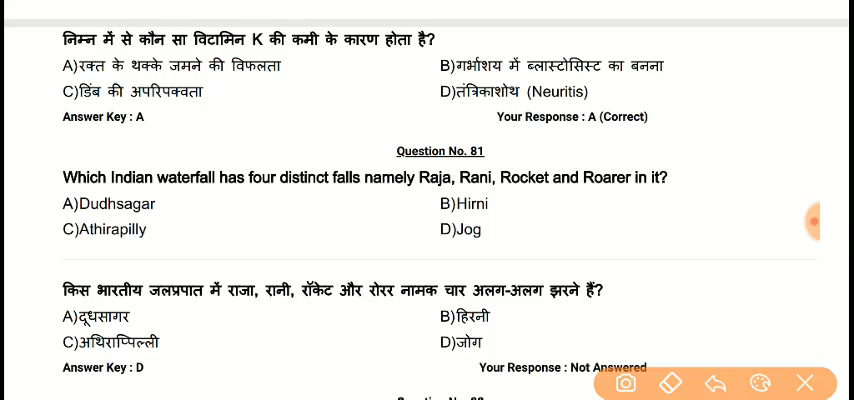 निम्न में से कौन सा विटामिन K की कमी के कारण होता है?
A)रक्त के थक्के जमने की विफलता B)गर्भाशय में ब्लास्टोसिस्ट का बनना
C)डिंब की अपरिपक्वता D)तंत्रिकाशोथ (Neuritis)
Answer Key : A Your Response : A (Correct)
Question No. 81
Which Indian waterfall has four distinct falls namely Raja, Rani, Rocket and Roarer in it?
A)Dudhsagar B)Hirni
C)Athirapilly D)Jog
किस भारतीय जलप्रपात में राजा, रानी, रॉकेट और रोरर नामक चार अलग-अलग झरने हैं?
A)दूधसागर B)हिरनी
C)अथिराप्पिल्ली D)जोग
Answer Key : D Your Response : Not Answered